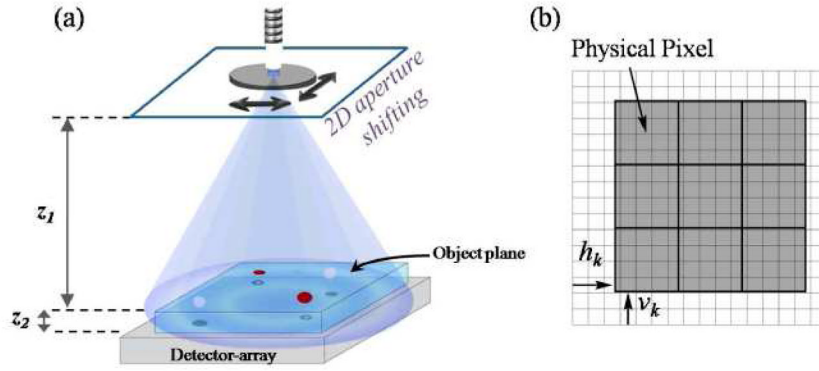 (a)
2D aperture
shifting
z1
Object plane
z2
Detector-array
(b)
Physical Pixel
hk
vk